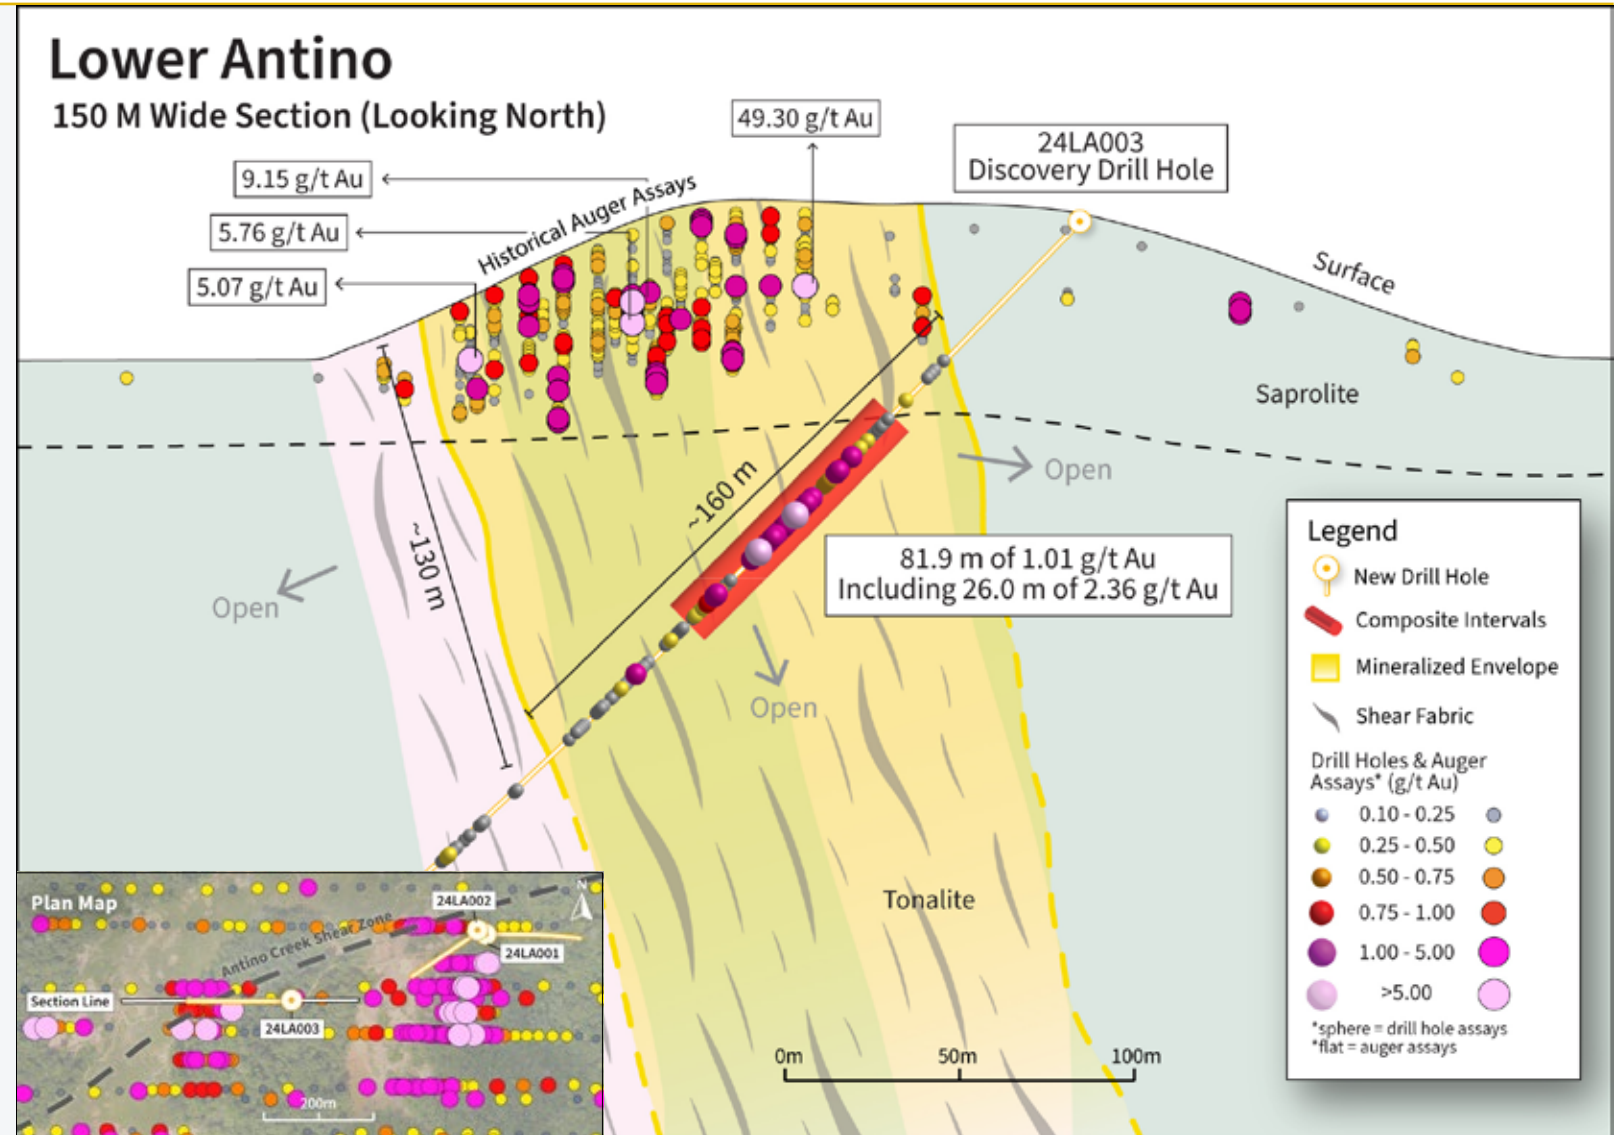 Lower Antino
150 M Wide Section (Looking North)
49.30 g/t Au
24LA003
Discovery Drill Hole
9.15 g/t Au
5.76 g/t Au
5.07 g/t Au
Historical Auger Assays
Surface
Saprolite
Open
~160 m
~130 m
Open
81.9 m of 1.01 g/t Au
Including 26.0 m of 2.36 g/t Au
Open
Tonalite
0m 50m 100m
Legend
New Drill Hole
Composite Intervals
Mineralized Envelope
Shear Fabric
Drill Holes & Auger
Assays* (g/t Au)
0.10 - 0.25
0.25 - 0.50
0.50 - 0.75
0.75 - 1.00
1.00 - 5.00
>5.00
*sphere = drill hole assays
*flat = auger assays
Plan Map
N
24LA002
Antino Creek Shear Zone
24LA001
Section Line
24LA003
200m